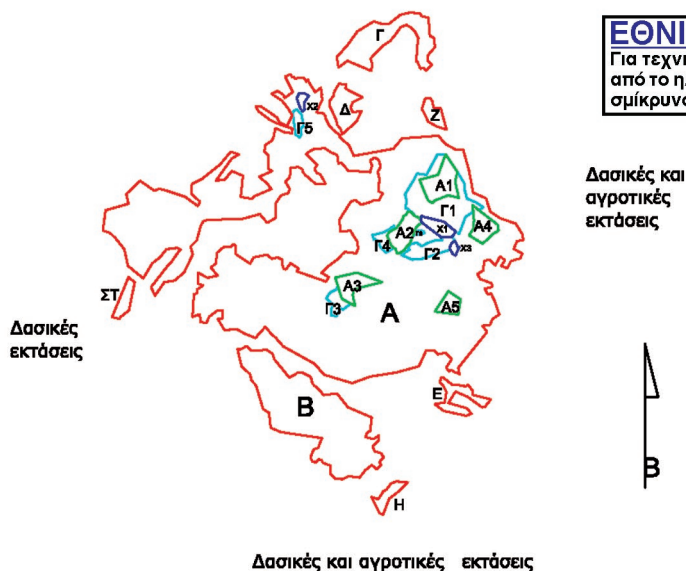 ΕΘΝΙ
Για τεχνι
από το η
σμίκρυνα
Γ
Δ
Ζ
Χ2
Γ5
Δασικές και
αγροτικές
εκτάσεις
Α1
Γ1
Α4
Α2
Χ1
Γ4
Γ2
Χ3
ΣΤ
Α3
Γ3
Α
Α5
Δασικές
εκτάσεις
Β
Ε
Β
Η
Δασικές και αγροτικές εκτάσεις